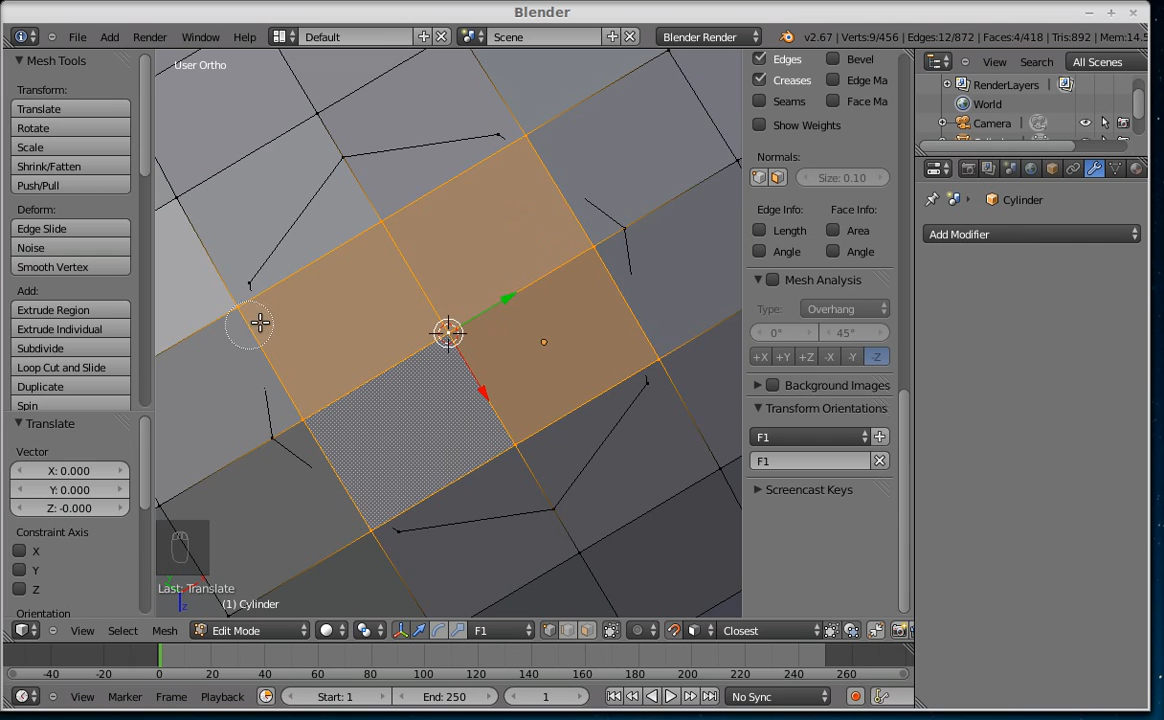 Blender
File Add Render Window Help Default Scene Blender Render v2.67 | Verts:9/456 | Edges:12/872 | Faces:4/418 | Tris:892 | Mem:14.5
Mesh Tools
Transform:
Translate
Rotate
Scale
Shrink/Fatten
Push/Pull
Deform:
Edge Slide
Noise
Smooth Vertex
Add:
Extrude Region
Extrude Individual
Subdivide
Loop Cut and Slide
Duplicate
Spin
Translate
Vector
X: 0.000
Y: 0.000
Z: -0.000
Constraint Axis
X
Y
Z
Orientation
User Ortho
z
Last: Translate
(1) Cylinder
Edges Bevel
Creases Edge Ma
Seams Face Ma
Show Weights
Normals:
Size: 0.10
Edge Info: Face Info:
Length Area
Angle Angle
Mesh Analysis
Type: Overhang
0° 45°
+X +Y +Z -X -Y -Z
Background Images
Transform Orientations
F1
F1
Screencast Keys
View Search All Scenes
RenderLayers
World
Camera
Cylinder
Add Modifier
View Select Mesh Edit Mode F1 Closest
-40 -20 0 20 40 60 80 100 120 140 160 180 200 220 240 260
View Marker Frame Playback Start: 1 End: 250 1 No Sync